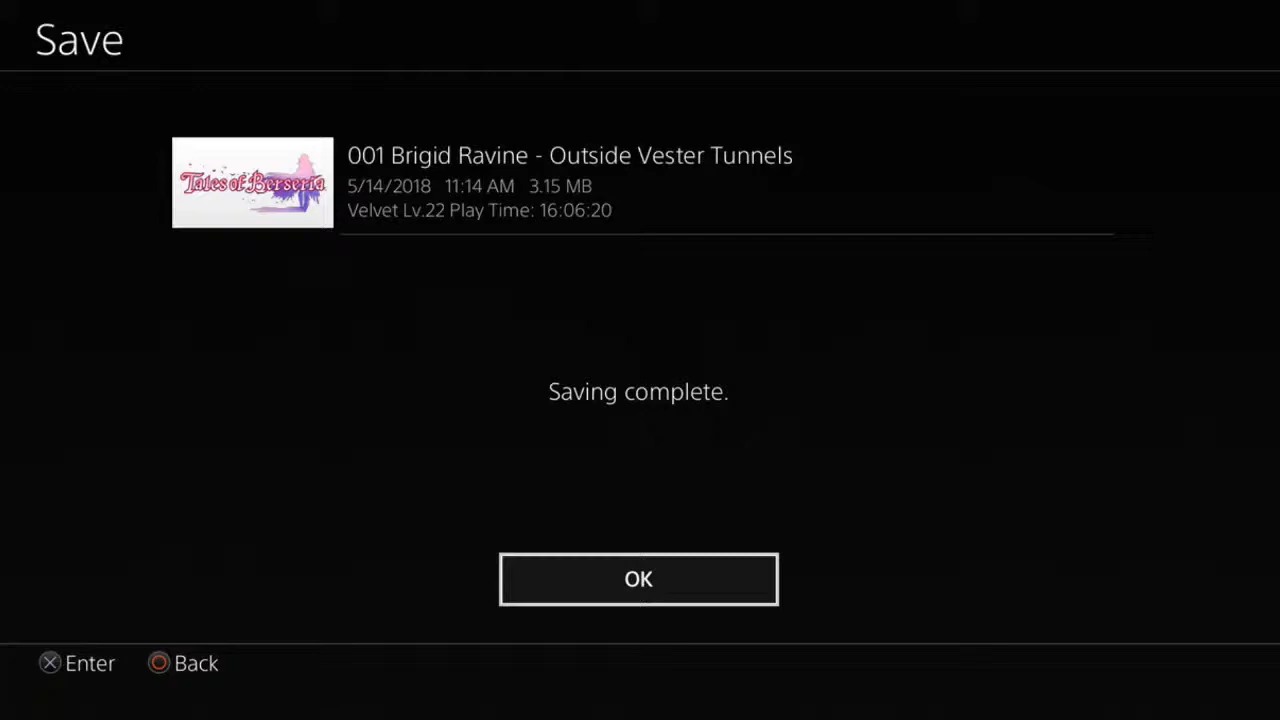 Save
Tales of Berseria
001 Brigid Ravine - Outside Vester Tunnels
5/14/2018 11:14 AM 3.15 MB
Velvet Lv.22 Play Time: 16:06:20
Saving complete.
OK
Enter Back